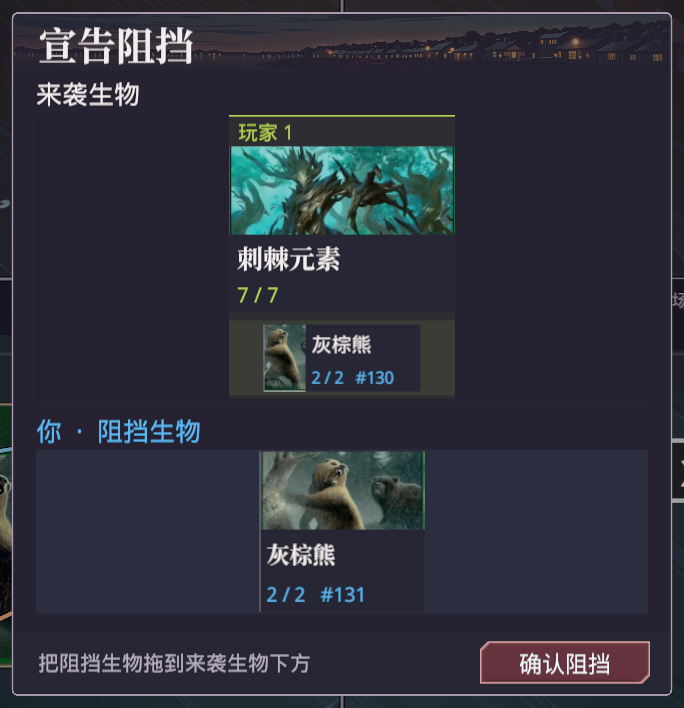 宣告阻挡
来袭生物
玩家 1
刺棘元素
7 / 7
灰棕熊
2 / 2 #130
你 · 阻挡生物
灰棕熊
2 / 2 #131
把阻挡生物拖到来袭生物下方
确认阻挡